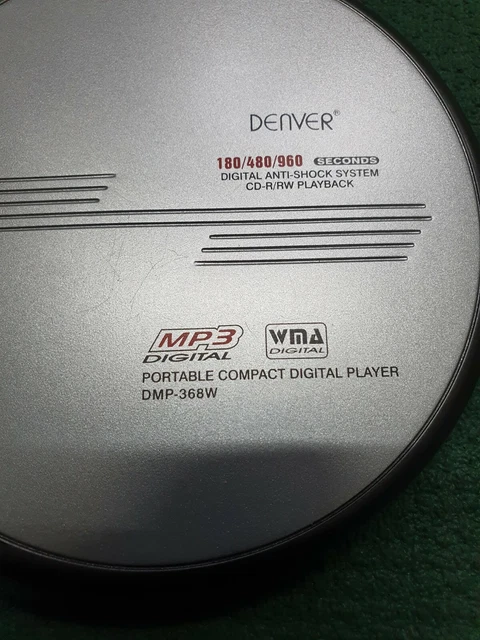 DENVER®
180/480/960 SECONDS
DIGITAL ANTI-SHOCK SYSTEM
CD-R/RW PLAYBACK
MP3 WMA
DIGITAL DIGITAL
PORTABLE COMPACT DIGITAL PLAYER
DMP-368W